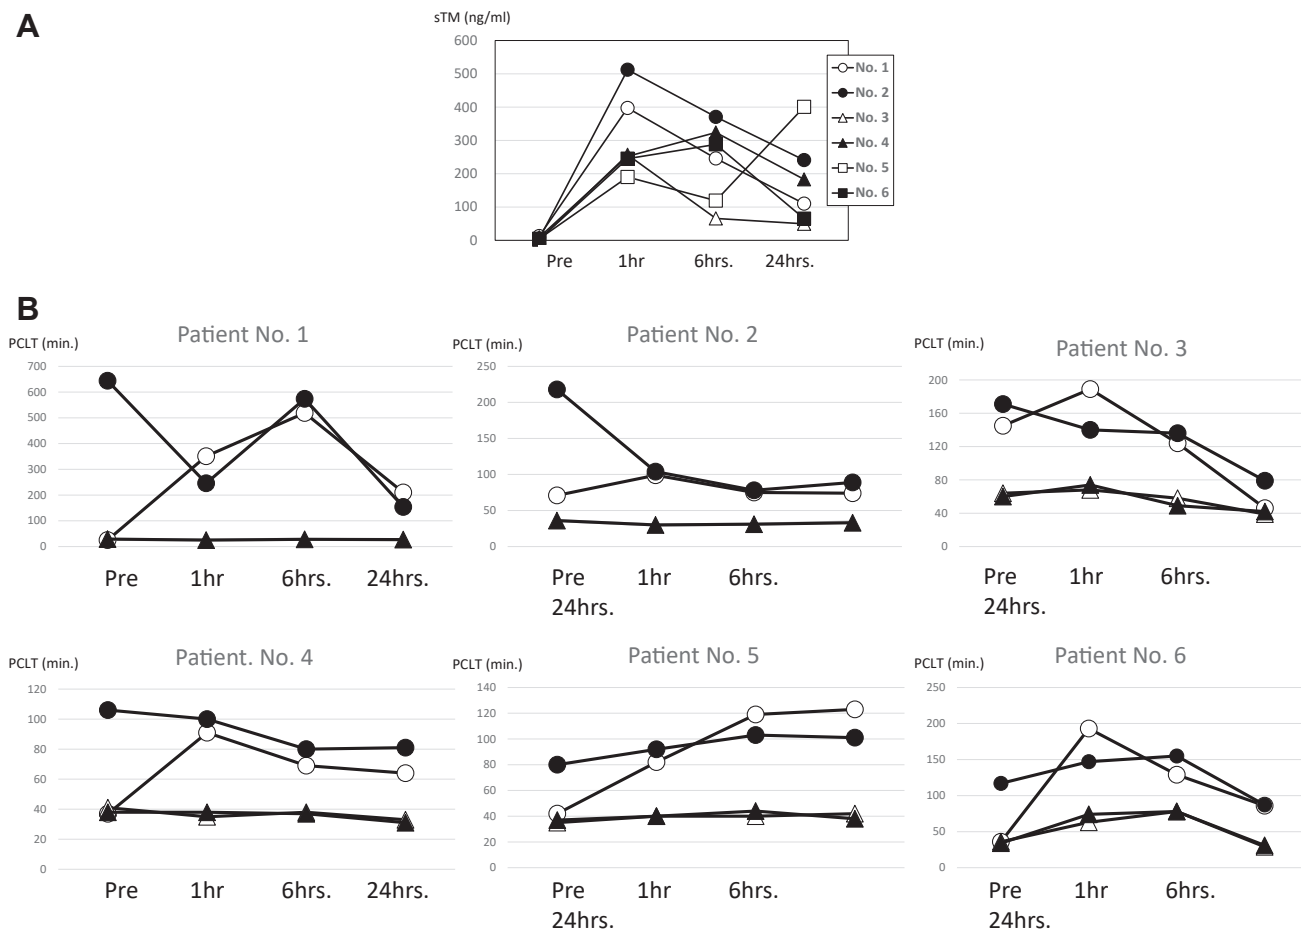 A
sTM (ng/ml)
600
500
400
300
200
100
0
Pre 1hr 6hrs. 24hrs.
No. 1
No. 2
No. 3
No. 4
No. 5
No. 6
B
Patient No. 1
PCLT (min.)
700
600
500
400
300
200
100
0
Pre 1hr 6hrs. 24hrs.
Patient No. 2
PCLT (min.)
250
200
150
100
50
0
Pre 1hr 6hrs.
24hrs.
Patient No. 3
PCLT (min.)
200
160
120
80
40
0
Pre 1hr 6hrs.
24hrs.
Patient. No. 4
PCLT (min.)
120
100
80
60
40
20
0
Pre 1hr 6hrs. 24hrs.
Patient No. 5
PCLT (min.)
140
120
100
80
60
40
20
0
Pre 1hr 6hrs.
24hrs.
Patient No. 6
PCLT (min.)
250
200
150
100
50
0
Pre 1hr 6hrs.
24hrs.